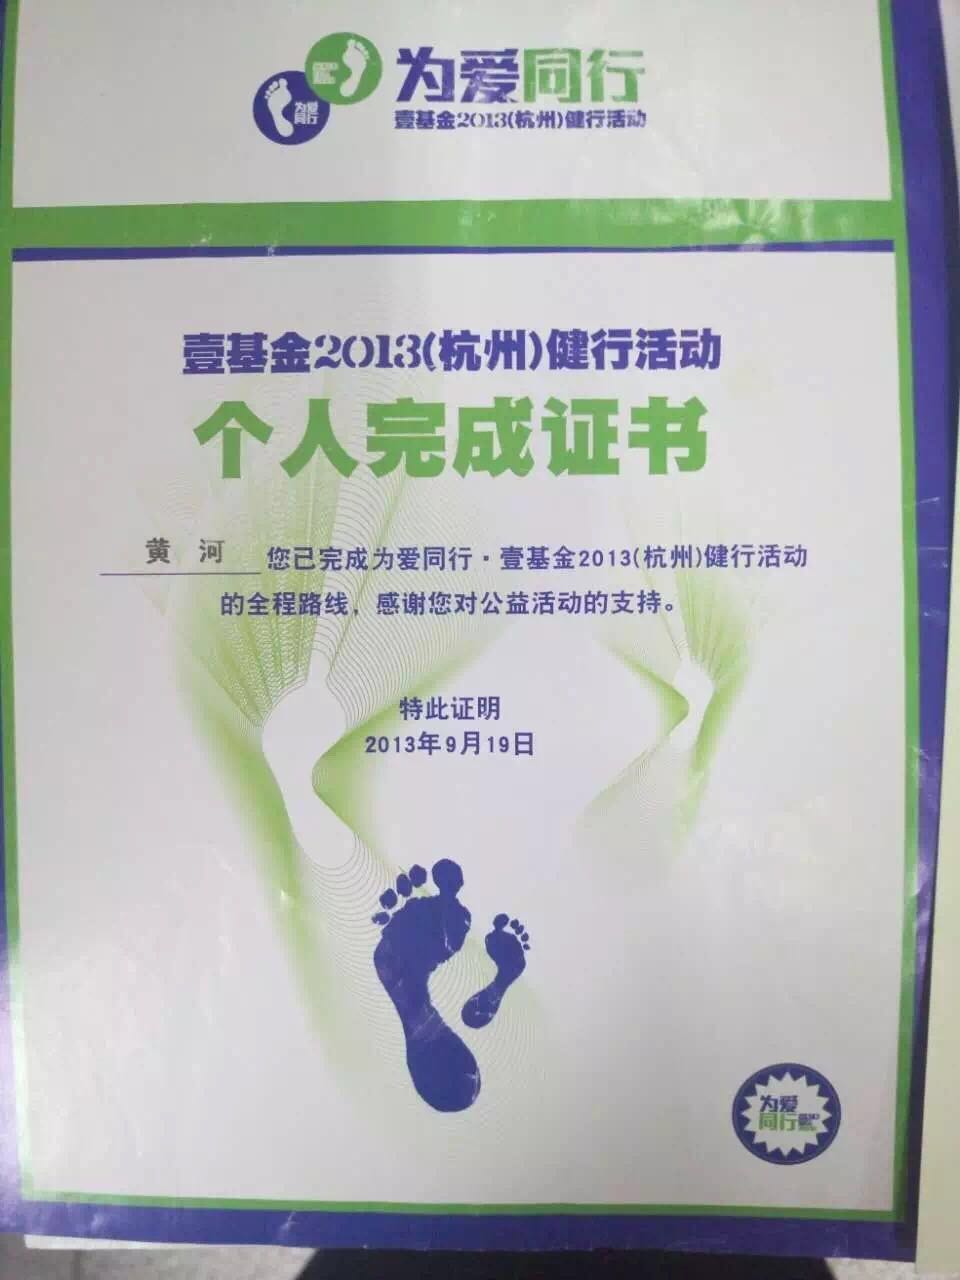 为爱同行
为爱同行
壹基金2013(杭州)健行活动
壹基金2013(杭州)健行活动
个人完成证书
黄 河 您已完成为爱同行·壹基金2013(杭州)健行活动
的全程路线，感谢您对公益活动的支持。
特此证明
2013年9月19日
为爱
同行